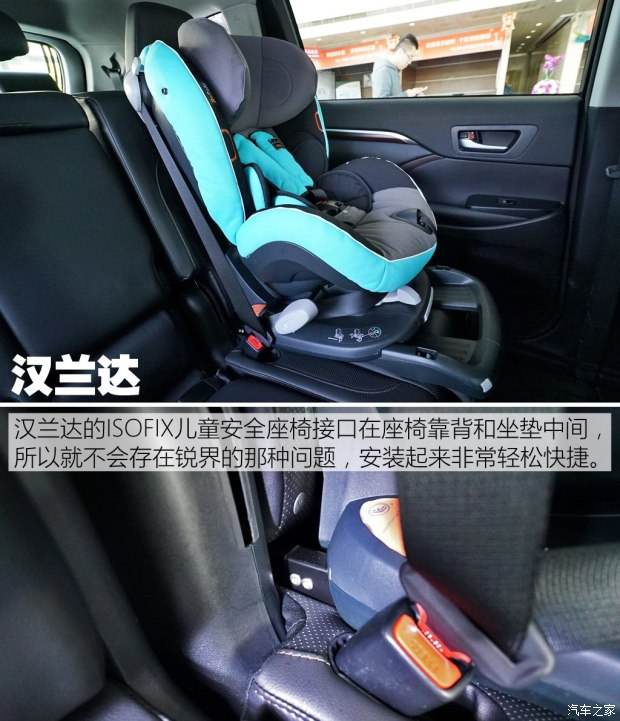 汉兰达
汉兰达的ISOFIX儿童安全座椅接口在座椅靠背和坐垫中间，
所以就不会存在锐界的那种问题，安装起来非常轻松快捷。
汽车之家